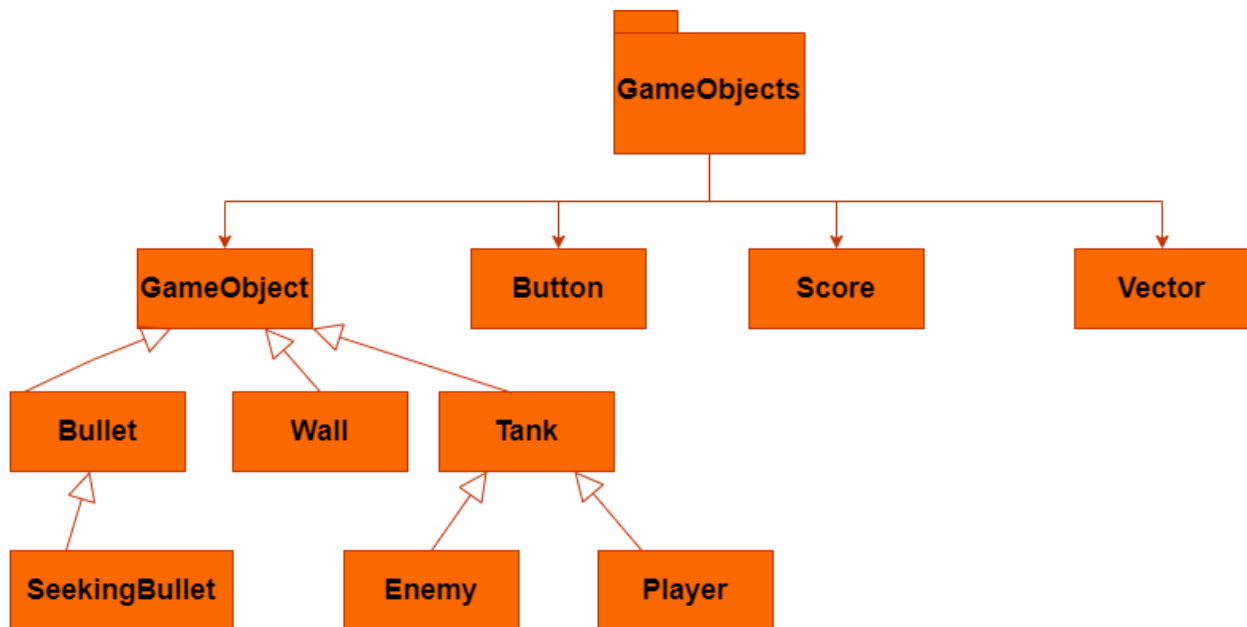 GameObjects
GameObject
Button
Score
Vector
Bullet
Wall
Tank
SeekingBullet
Enemy
Player